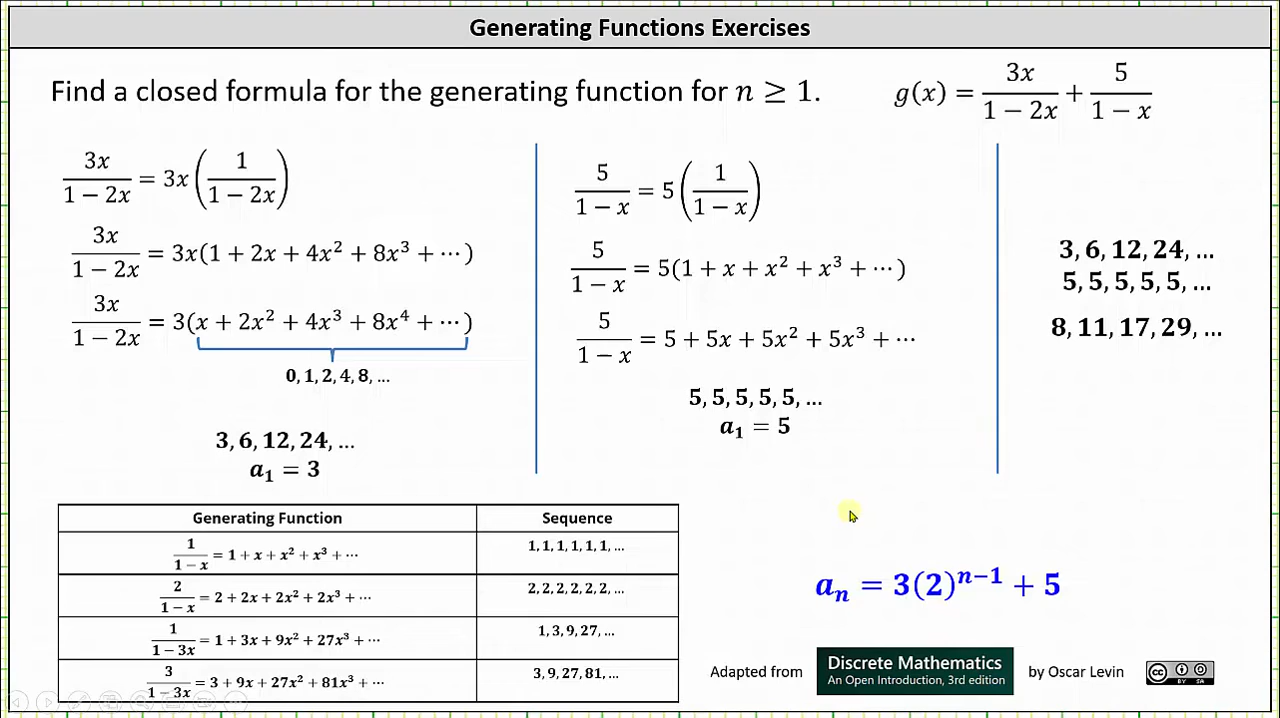 Generating Functions Exercises
Find a closed formula for the generating function for n ≥ 1.
g(x) = 3x/(1 − 2x) + 5/(1 − x)
3x/(1 − 2x) = 3x(1/(1 − 2x))
3x/(1 − 2x) = 3x(1 + 2x + 4x² + 8x³ + ⋯)
3x/(1 − 2x) = 3(x + 2x² + 4x³ + 8x⁴ + ⋯)
0, 1, 2, 4, 8, ...
3, 6, 12, 24, ...
a₁ = 3
5/(1 − x) = 5(1/(1 − x))
5/(1 − x) = 5(1 + x + x² + x³ + ⋯)
5/(1 − x) = 5 + 5x + 5x² + 5x³ + ⋯
5, 5, 5, 5, 5, ...
a₁ = 5
3, 6, 12, 24, ...
5, 5, 5, 5, 5, ...
8, 11, 17, 29, ...
Generating Function Sequence
1/(1 − x) = 1 + x + x² + x³ + ⋯ 1, 1, 1, 1, 1, 1, ...
2/(1 − x) = 2 + 2x + 2x² + 2x³ + ⋯ 2, 2, 2, 2, 2, 2, ...
1/(1 − 3x) = 1 + 3x + 9x² + 27x³ + ⋯ 1, 3, 9, 27, ...
3/(1 − 3x) = 3 + 9x + 27x² + 81x³ + ⋯ 3, 9, 27, 81, ...
aₙ = 3(2)ⁿ⁻¹ + 5
Adapted from
Discrete Mathematics
An Open Introduction, 3rd edition
by Oscar Levin
cc BY SA